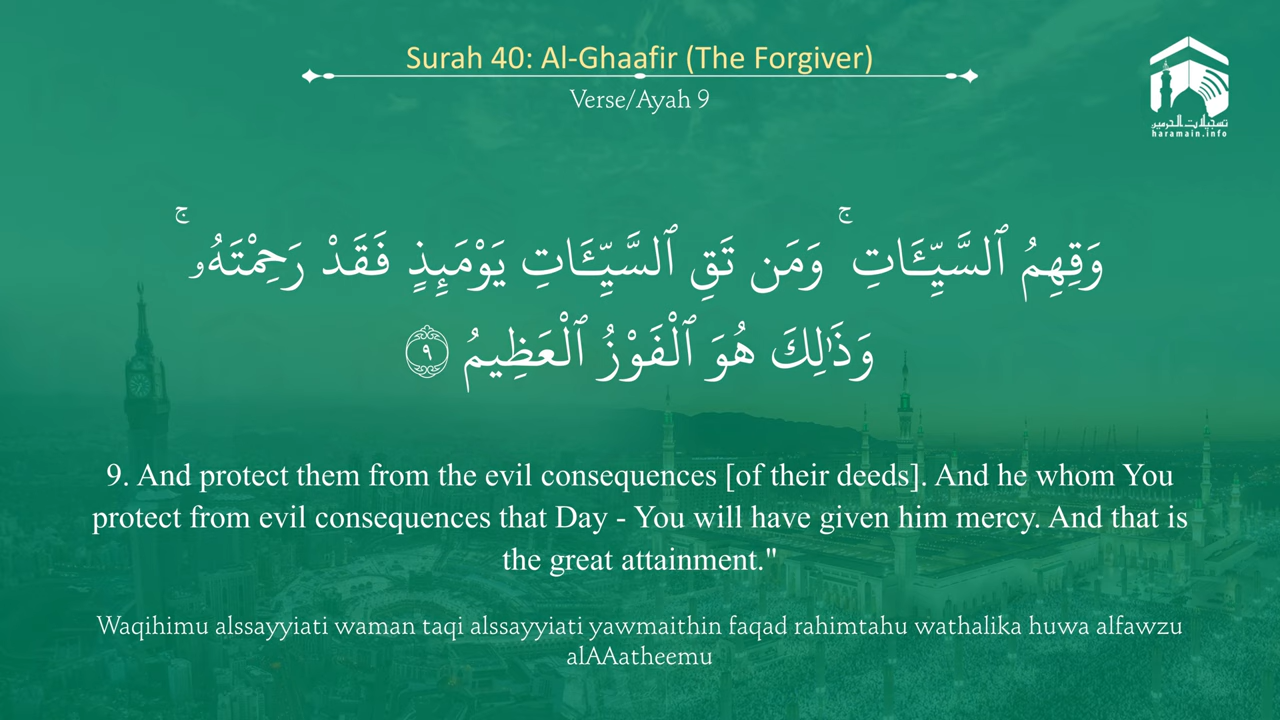 Surah 40: Al-Ghaafir (The Forgiver)
Verse/Ayah 9
تسجيلات الحرمين
haramain.info
وَقِهِمُ ٱلسَّيِّـَٔاتِ ۚ وَمَن تَقِ ٱلسَّيِّـَٔاتِ يَوْمَئِذٍ فَقَدْ رَحِمْتَهُۥ ۚ
وَذَٰلِكَ هُوَ ٱلْفَوْزُ ٱلْعَظِيمُ ٩
9. And protect them from the evil consequences [of their deeds]. And he whom You
protect from evil consequences that Day - You will have given him mercy. And that is
the great attainment."
Waqihimu alssayyiati waman taqi alssayyiati yawmaithin faqad rahimtahu wathalika huwa alfawzu
alAAatheemu